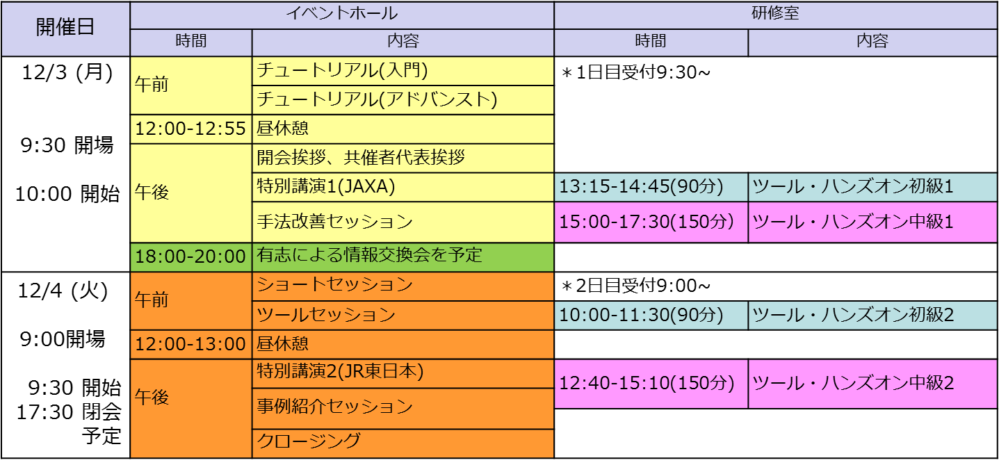 開催日
イベントホール
研修室
時間
内容
時間
内容
12/3 (月)
9:30 開場
10:00 開始
午前
チュートリアル(入門)
チュートリアル(アドバンスト)
＊1日目受付9:30~
12:00-12:55
昼休憩
午後
開会挨拶、共催者代表挨拶
特別講演1(JAXA)
13:15-14:45(90分)
ツール・ハンズオン初級1
手法改善セッション
15:00-17:30(150分)
ツール・ハンズオン中級1
18:00-20:00
有志による情報交換会を予定
12/4 (火)
9:00開場
9:30 開始
17:30 閉会
予定
午前
ショートセッション
＊2日目受付9:00~
ツールセッション
10:00-11:30(90分)
ツール・ハンズオン初級2
12:00-13:00
昼休憩
午後
特別講演2(JR東日本)
12:40-15:10(150分)
ツール・ハンズオン中級2
事例紹介セッション
クロージング